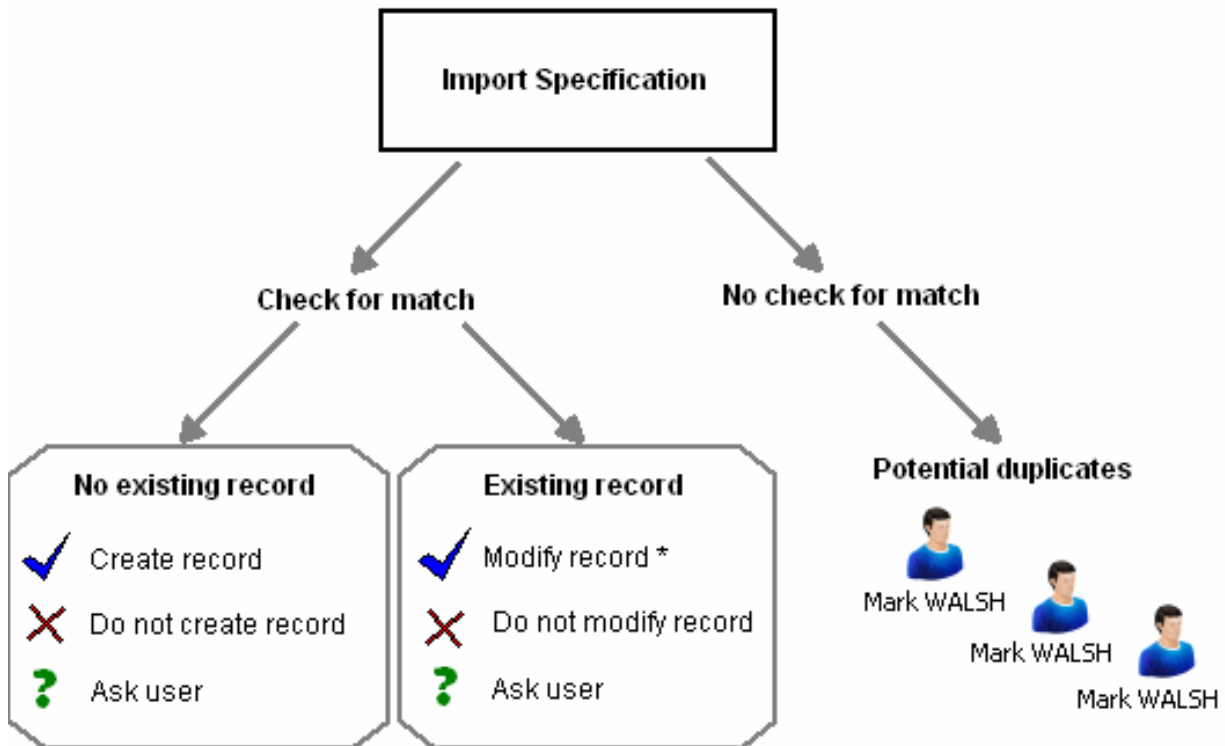 Import Specification
Check for match
No check for match
No existing record
Create record
Do not create record
Ask user
Existing record
Modify record *
Do not modify record
Ask user
Potential duplicates
Mark WALSH
Mark WALSH
Mark WALSH